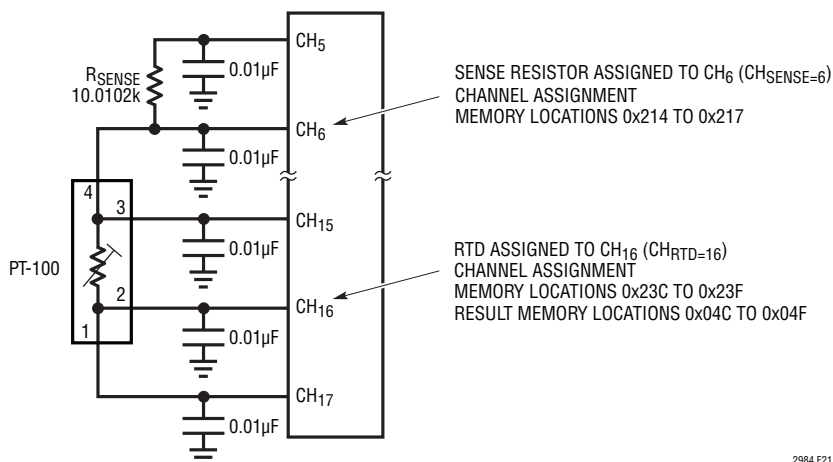 CH5
RSENSE
10.0102k
0.01µF
SENSE RESISTOR ASSIGNED TO CH6 (CHSENSE=6)
CHANNEL ASSIGNMENT
MEMORY LOCATIONS 0x214 TO 0x217
CH6
0.01µF
4
3
CH15
PT-100
0.01µF
RTD ASSIGNED TO CH16 (CHRTD=16)
CHANNEL ASSIGNMENT
MEMORY LOCATIONS 0x23C TO 0x23F
RESULT MEMORY LOCATIONS 0x04C TO 0x04F
2
1
CH16
0.01µF
CH17
0.01µF
2984 F21